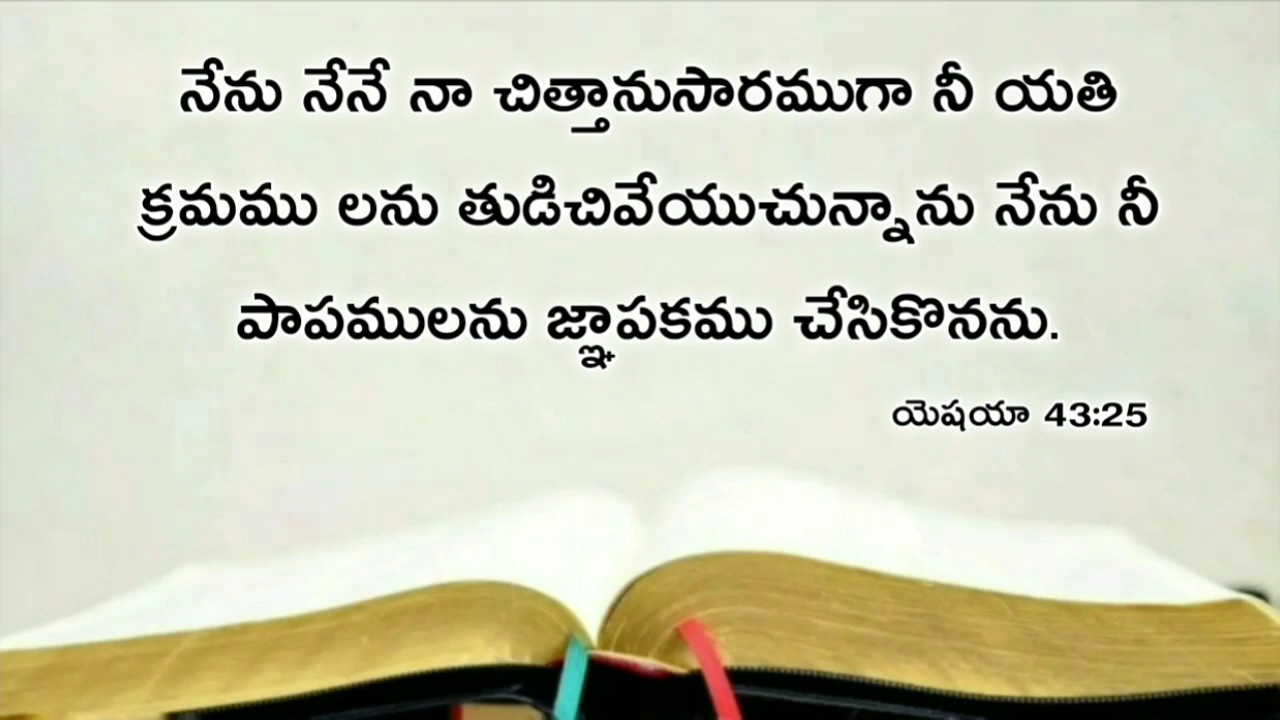 నేను నేనే నా చిత్తానుసారముగా నీ యతి
క్రమము లను తుడిచివేయుచున్నాను నేను నీ
పాపములను జ్ఞాపకము చేసికొనను.
యెషయా 43:25